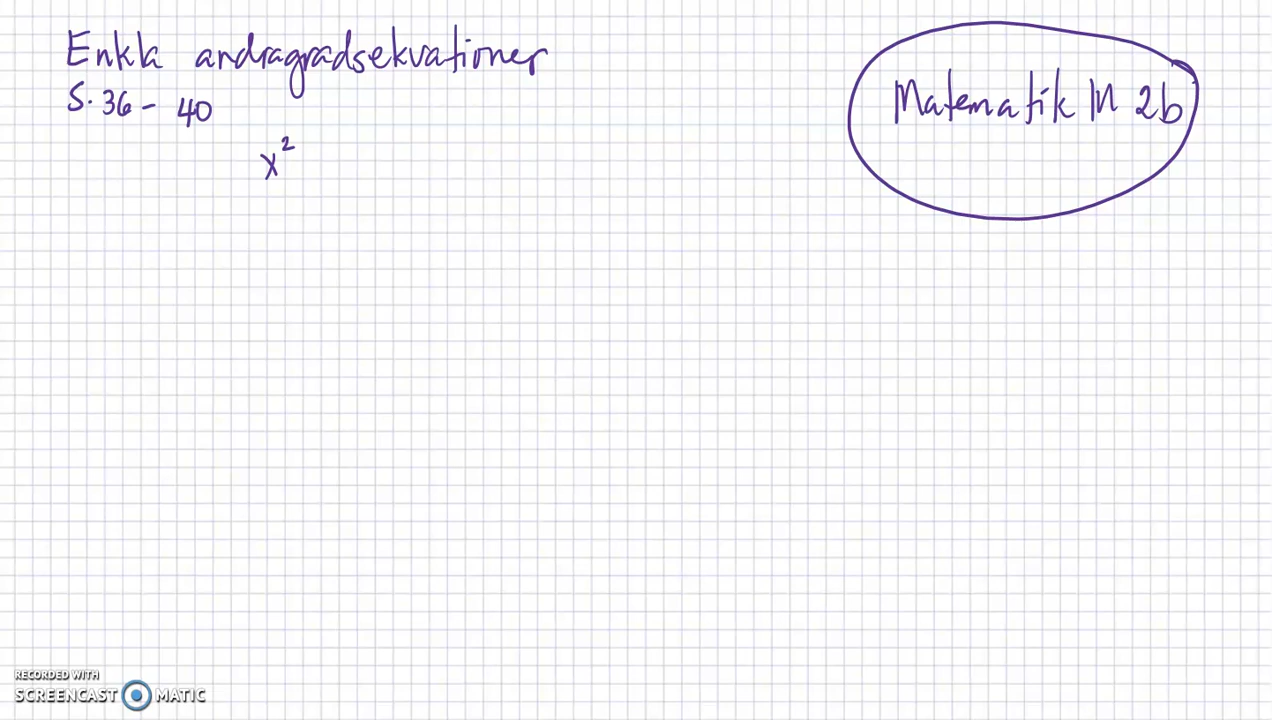 Enkla andragradsekvationer
S. 36 - 40
x²
Matematik M 2b
RECORDED WITH
SCREENCAST MATIC